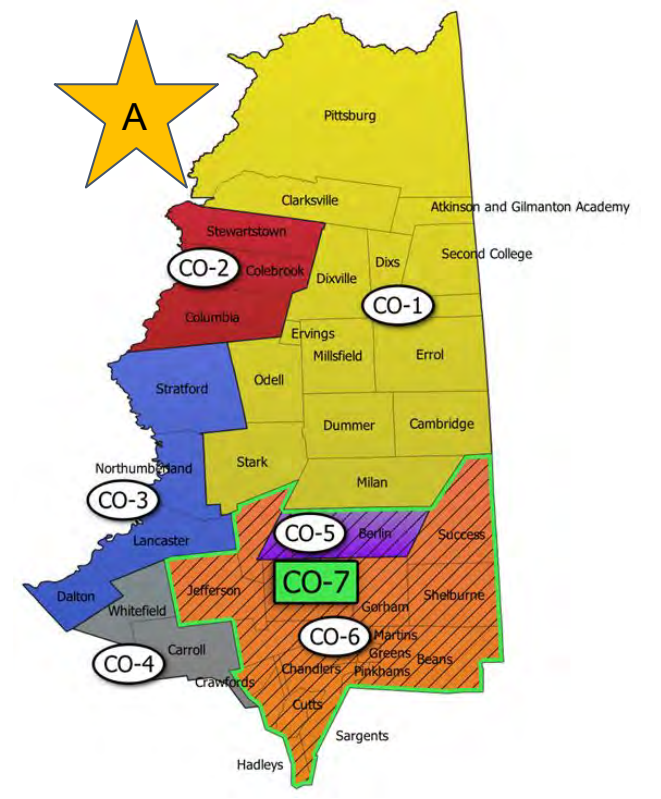 A
Pittsburg
Clarksville
Atkinson and Gilmanton Academy
Stewartstown
Second College
CO-2
Colebrook
Dixville
Dixs
CO-1
Columbia
Ervings
Millsfield
Errol
Stratford
Odell
Dummer
Cambridge
Northumberland
Stark
Milan
CO-3
CO-5
Berlin
Success
Lancaster
CO-7
Jefferson
Dalton
Whitefield
Gorham
Shelburne
CO-6
Martins
Greens
Carroll
CO-4
Chandlers
Pinkhams
Beans
Crawfords
Cutts
Sargents
Hadleys